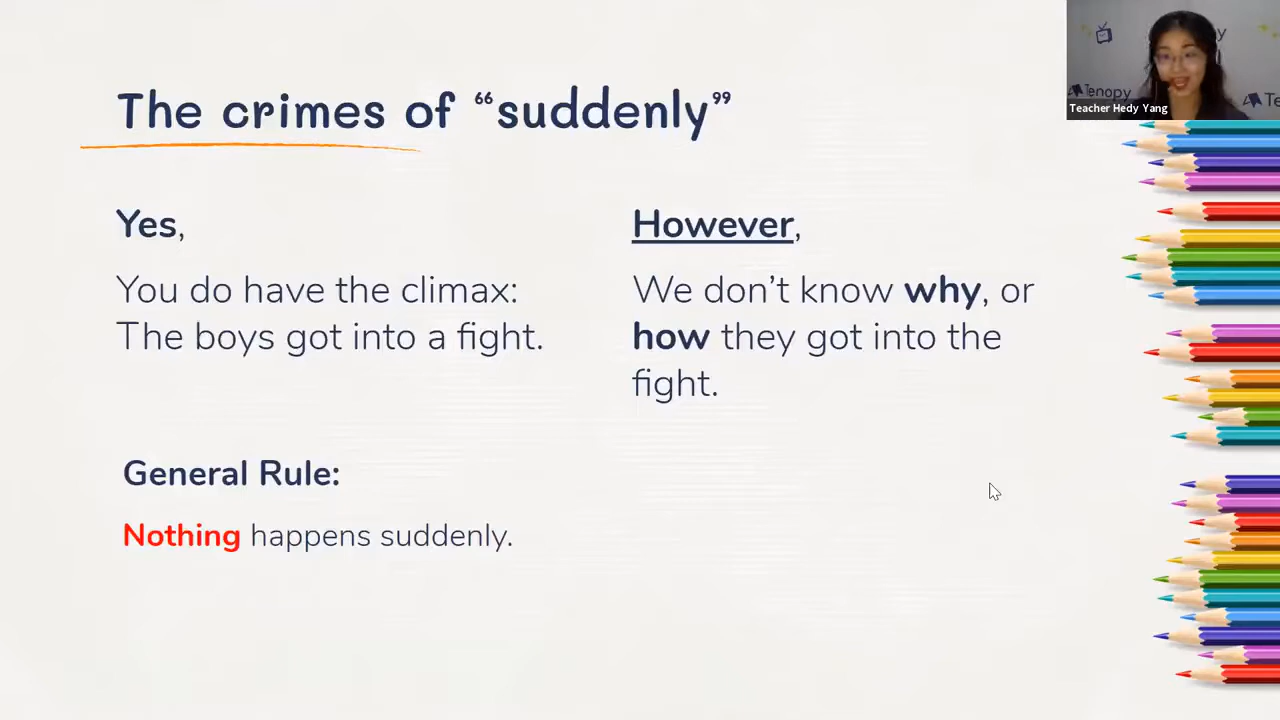 The crimes of “suddenly”
Yes,
You do have the climax:
The boys got into a fight.
However,
We don’t know why, or
how they got into the
fight.
General Rule:
Nothing happens suddenly.
Tenopy
Teacher Hedy Yang